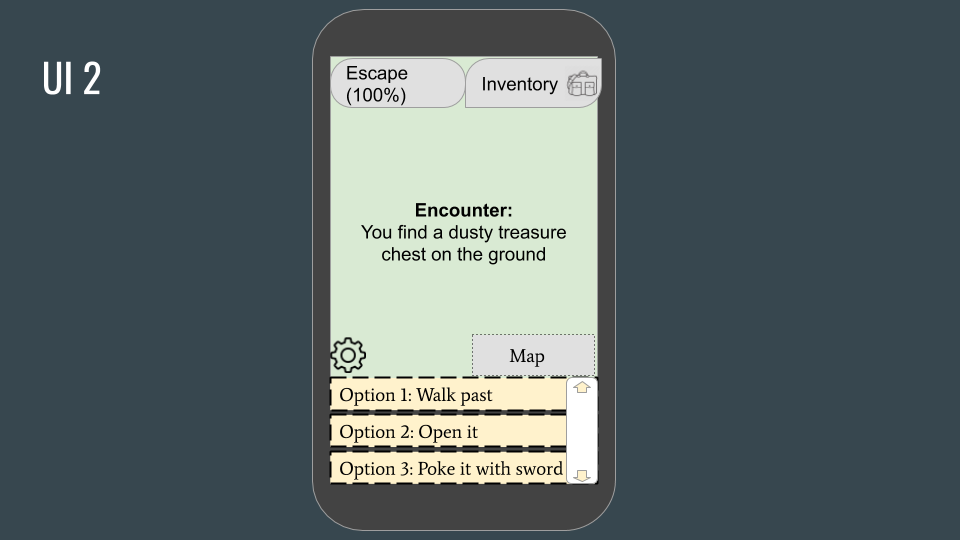 UI 2
Escape
(100%)
Inventory
Encounter:
You find a dusty treasure
chest on the ground
Map
Option 1: Walk past
Option 2: Open it
Option 3: Poke it with sword